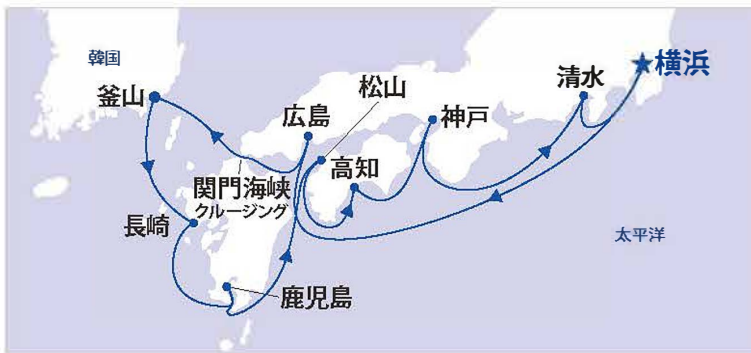 韓国
釜山
松山
広島
神戸
清水
横浜
高知
関門海峡
クルージング
長崎
太平洋
鹿児島